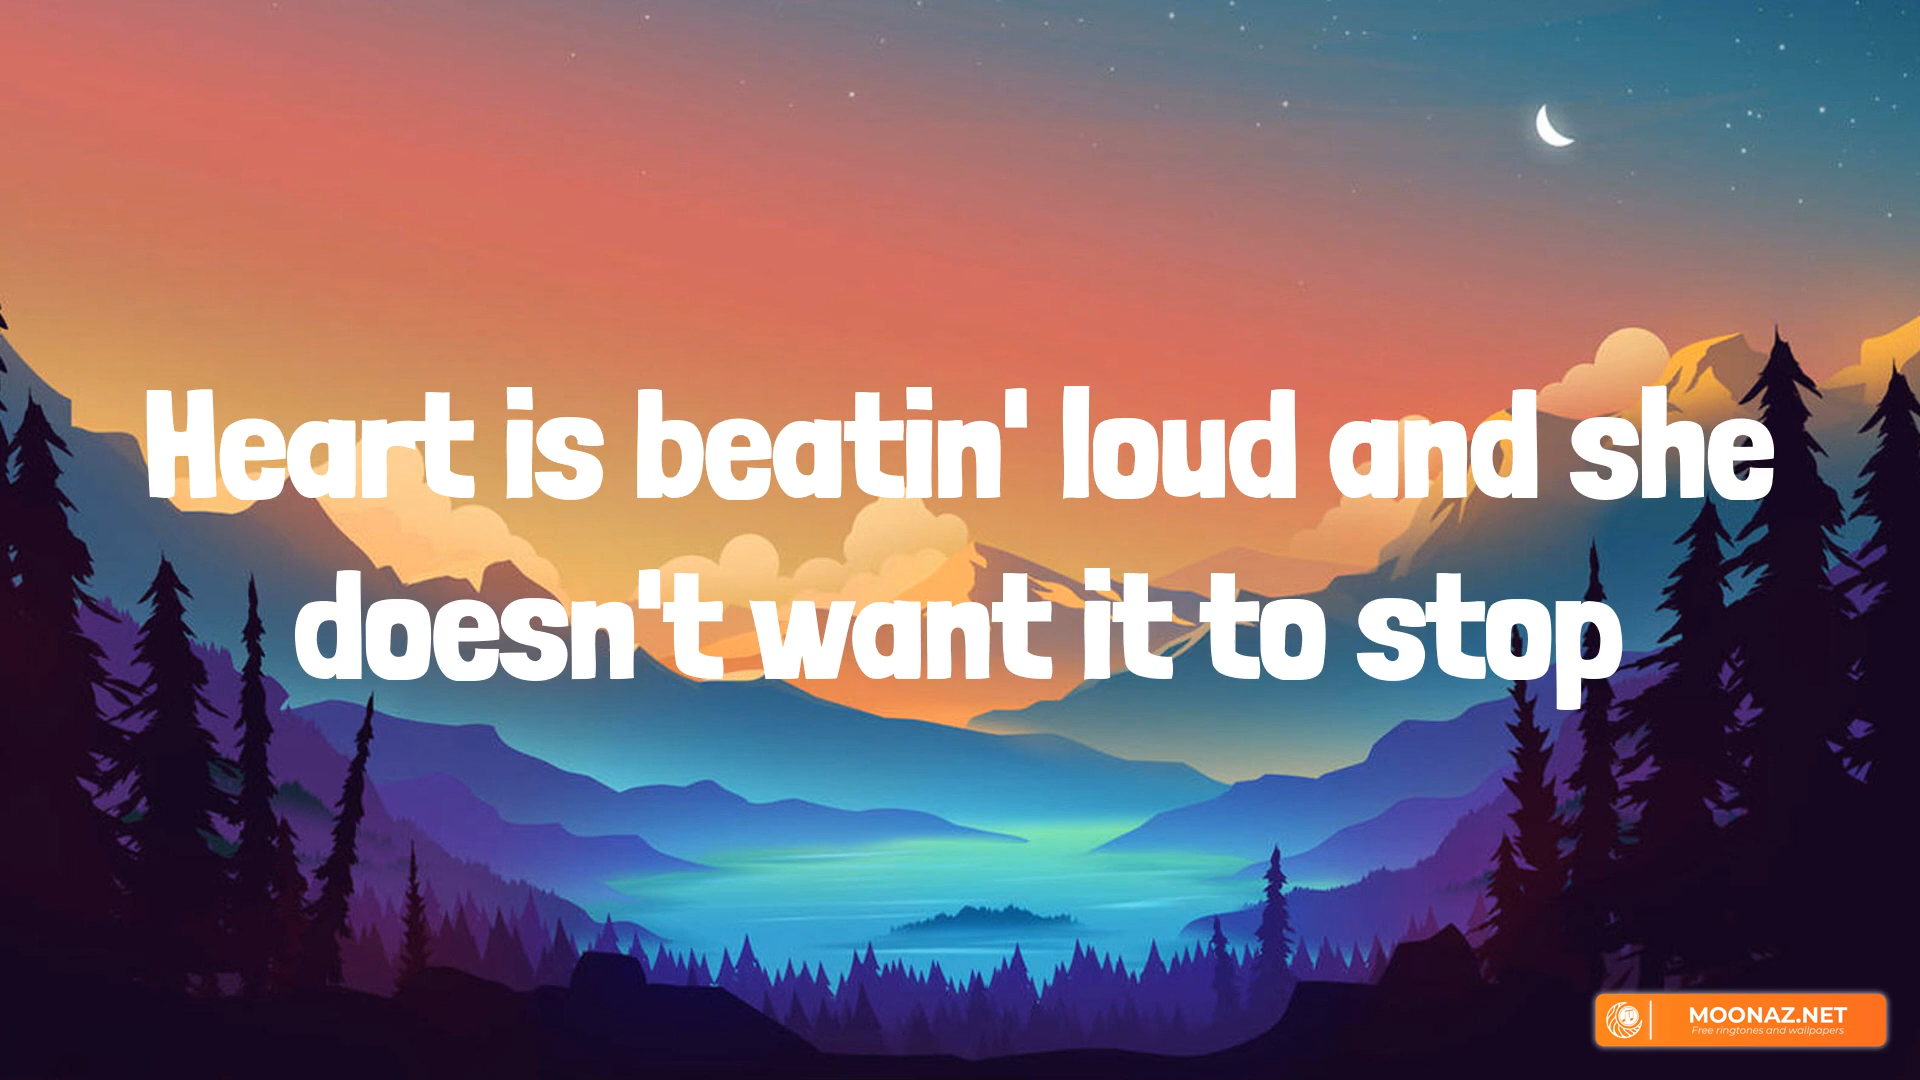 Heart is beatin' loud and she
doesn't want it to stop
MOONAZ.NET
Free ringtones and wallpapers